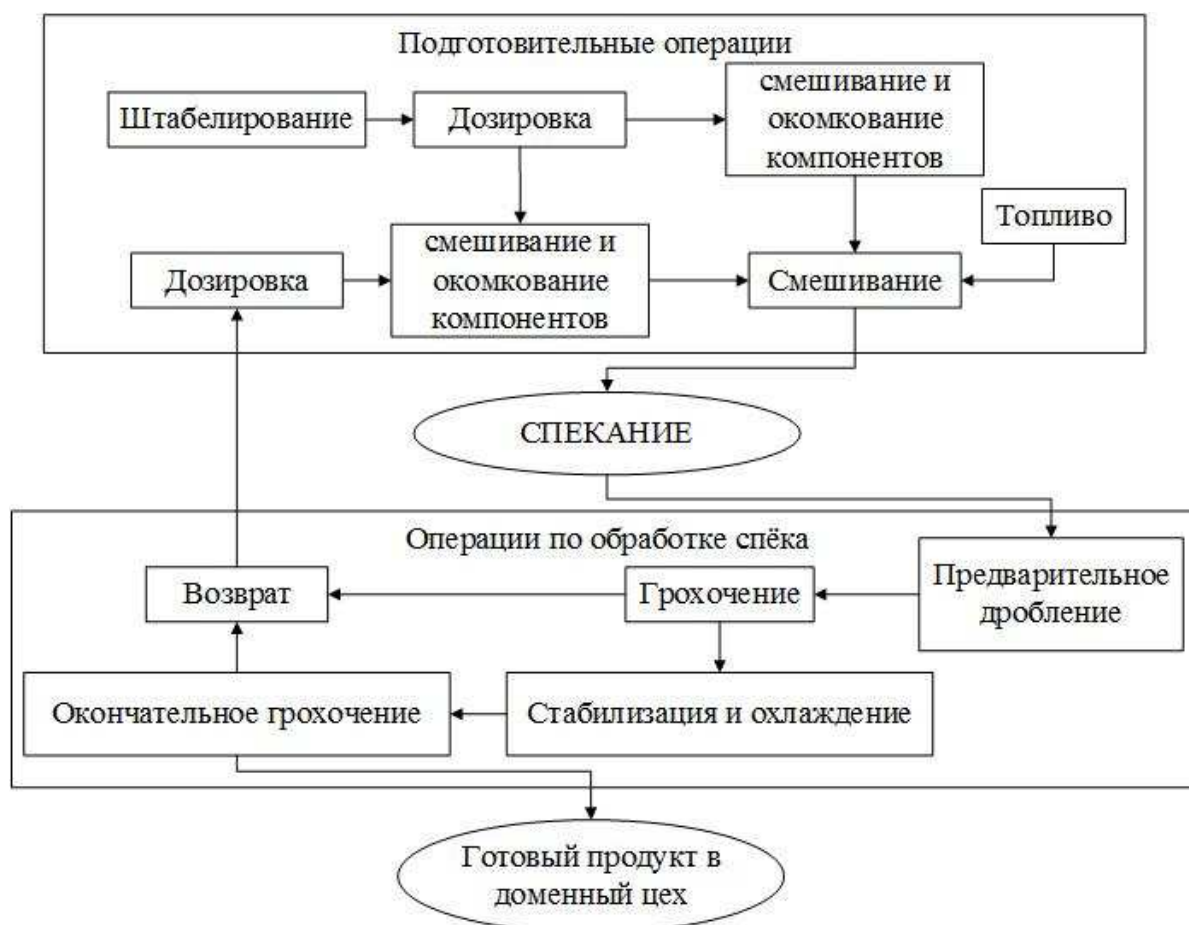 Подготовительные операции
Штабелирование
Дозировка
смешивание и
окомкование
компонентов
Топливо
Дозировка
смешивание и
окомкование
компонентов
Смешивание
СПЕКАНИЕ
Операции по обработке спёка
Предварительное
дробление
Грохочение
Возврат
Окончательное грохочение
Стабилизация и охлаждение
Готовый продукт в
доменный цех